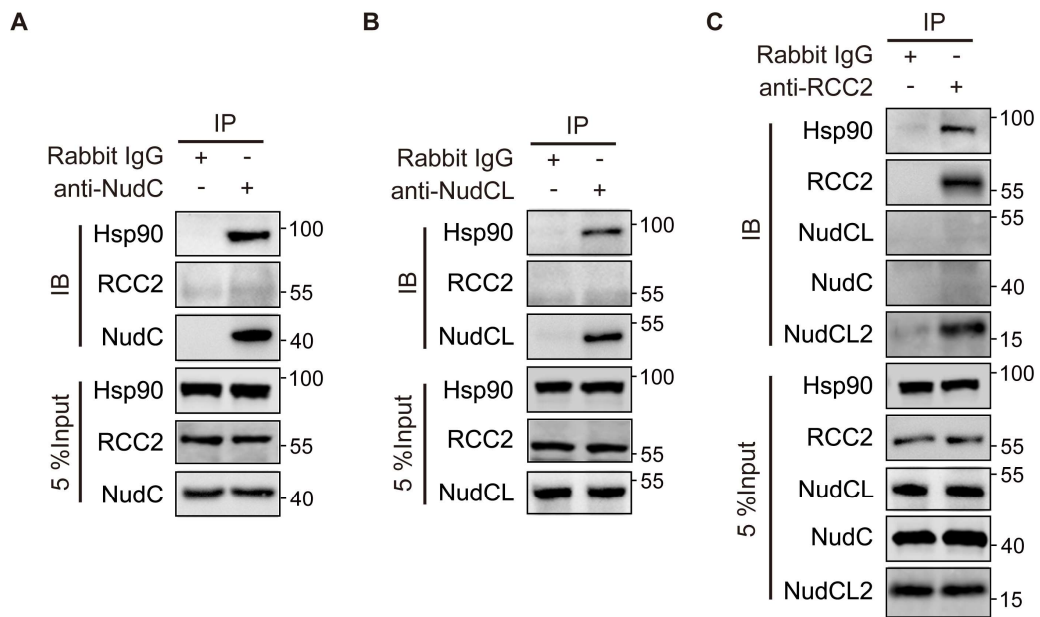 A
IP
Rabbit IgG + -
anti-NudC - +
IB
Hsp90 100
RCC2 55
NudC 40
5 %Input
Hsp90 100
RCC2 55
NudC 40
B
IP
Rabbit IgG + -
anti-NudCL - +
IB
Hsp90 100
RCC2 55
NudCL 55
5 %Input
Hsp90 100
RCC2 55
NudCL 55
C
IP
Rabbit IgG + -
anti-RCC2 - +
IB
Hsp90 100
RCC2 55
NudCL 55
NudC 40
NudCL2 15
5 %Input
Hsp90 100
RCC2 55
NudCL 55
NudC 40
NudCL2 15